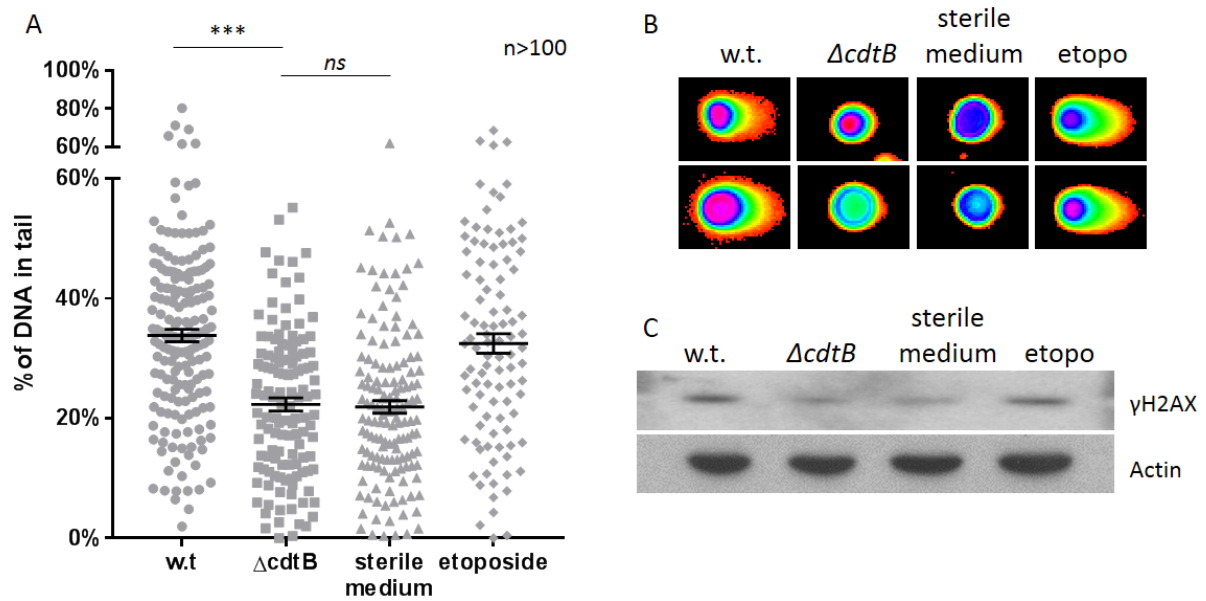 A
***
ns
n>100
100%
80%
60%
60%
40%
20%
0%
% of DNA in tail
w.t
ΔcdtB
sterile
medium
etoposide
B
w.t.
ΔcdtB
sterile
medium
etopo
C
w.t.
ΔcdtB
sterile
medium
etopo
γH2AX
Actin